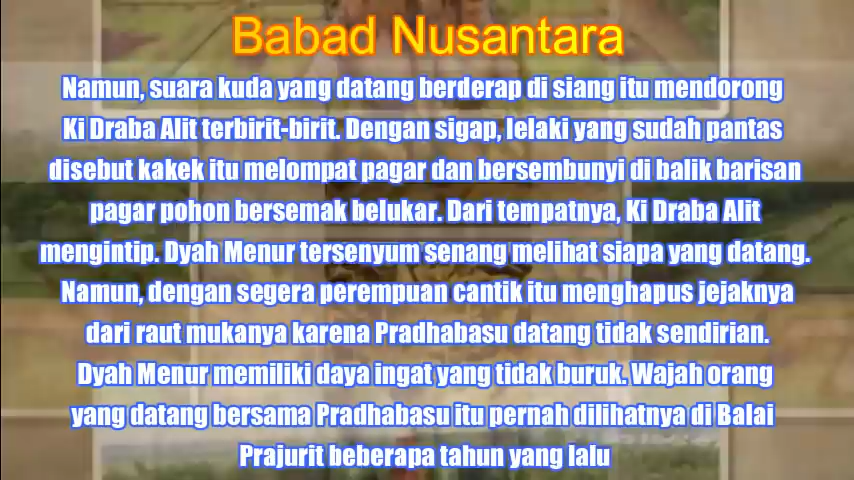 Babad Nusantara
Namun, suara kuda yang datang berderap di siang itu mendorong
Ki Draba Alit terbirit-birit. Dengan sigap, lelaki yang sudah pantas
disebut kakek itu melompat pagar dan bersembunyi di balik barisan
pagar pohon bersemak belukar. Dari tempatnya, Ki Draba Alit
mengintip. Dyah Menur tersenyum senang melihat siapa yang datang.
Namun, dengan segera perempuan cantik itu menghapus jejaknya
dari raut mukanya karena Pradhabasu datang tidak sendirian.
Dyah Menur memiliki daya ingat yang tidak buruk. Wajah orang
yang datang bersama Pradhabasu itu pernah dilihatnya di Balai
Prajurit beberapa tahun yang lalu